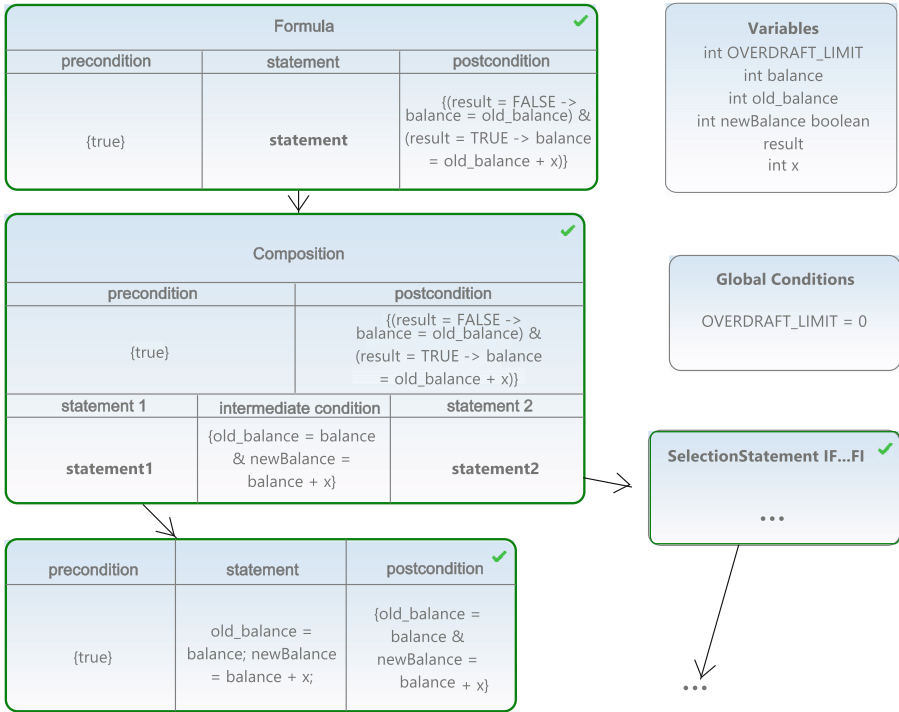 Formula
precondition
statement
postcondition
{true}
statement
{(result = FALSE ->
balance = old_balance) &
(result = TRUE -> balance
= old_balance + x)}
Variables
int OVERDRAFT_LIMIT
int balance
int old_balance
int newBalance boolean
result
int x
Composition
precondition
postcondition
{true}
{(result = FALSE ->
balance = old_balance) &
(result = TRUE -> balance
= old_balance + x)}
statement 1
intermediate condition
statement 2
statement1
{old_balance = balance
& newBalance =
balance + x}
statement2
Global Conditions
OVERDRAFT_LIMIT = 0
SelectionStatement IF...FI
...
precondition
statement
postcondition
{true}
old_balance =
balance; newBalance
= balance + x;
{old_balance =
balance &
newBalance =
balance + x}
...